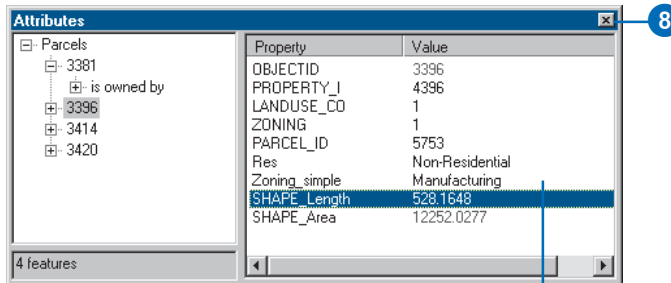 Attributes
8
Parcels
3381
is owned by
3396
3414
3420
4 features
Property Value
OBJECTID 3396
PROPERTY_I 4396
LANDUSE_CO 1
ZONING 1
PARCEL_ID 5753
Res Non-Residential
Zoning_simple Manufacturing
SHAPE_Length 528.1648
SHAPE_Area 12252.0277